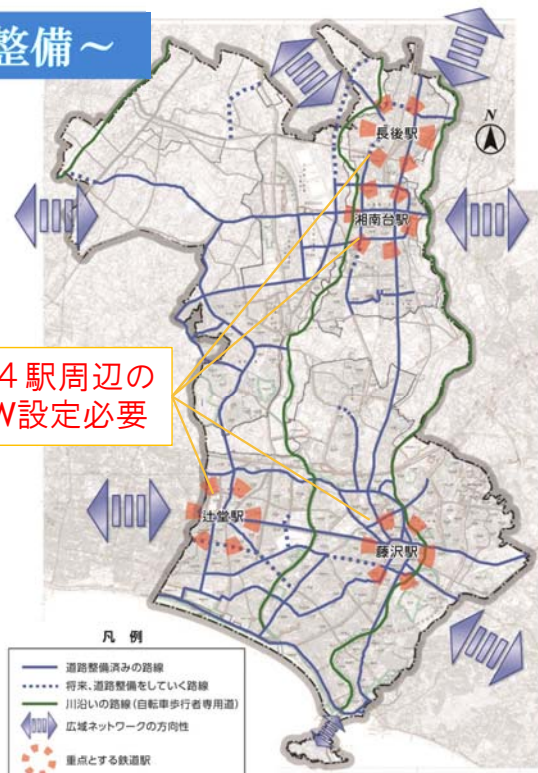 整備～
N
長後駅
湘南台駅
４駅周辺の
W設定必要
辻堂駅
藤沢駅
凡例
道路整備済みの路線
将来、道路整備をしていく路線
川沿いの路線（自転車歩行者専用道）
広域ネットワークの方向性
重点とする鉄道駅